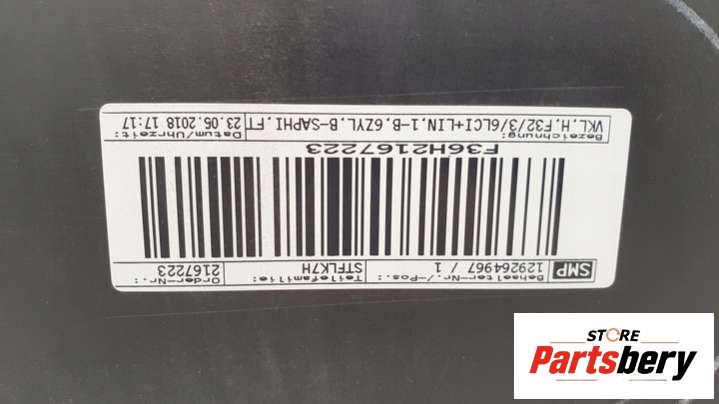 SMP
Behaelter-Nr./-Pos.:
129264967 / 1
Teilefamilie:
STFLK7H
Order-Nr.:
2167223
F36H2167223
Bezeichnung:
VKL.H.F32/3/6LCI+LIN.1-B.6ZYL.B-SAPHI.FT
Datum/Uhrzeit:
23.05.2018 17:17
STORE
Partsbery